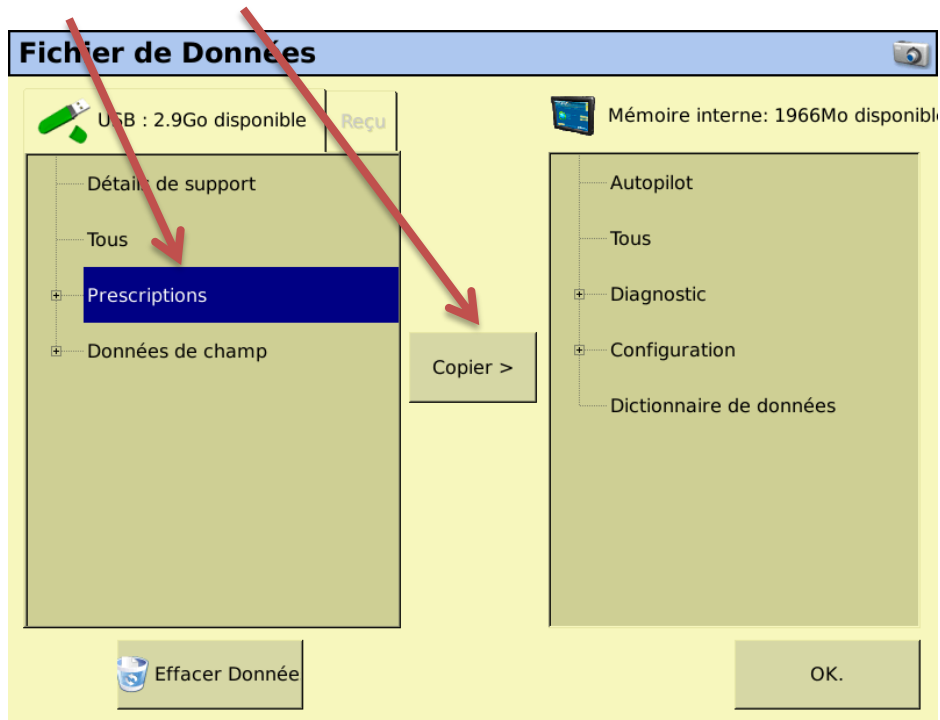 Fichier de Données
USB : 2.9Go disponible
Reçu
Mémoire interne: 1966Mo disponible
Détails de support
Tous
Prescriptions
Données de champ
Copier >
Autopilot
Tous
Diagnostic
Configuration
Dictionnaire de données
Effacer Donnée
OK.